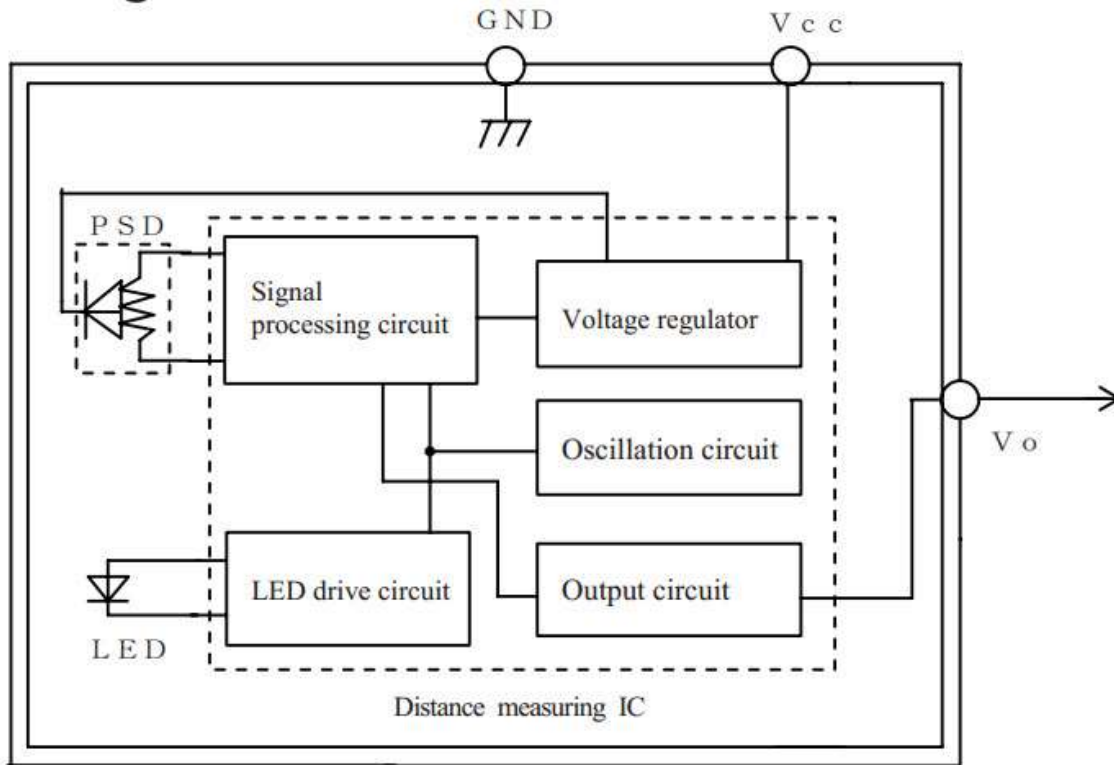 GND
Vcc
PSD
Signal
processing circuit
Voltage regulator
Oscillation circuit
Vo
LED drive circuit
Output circuit
LED
Distance measuring IC